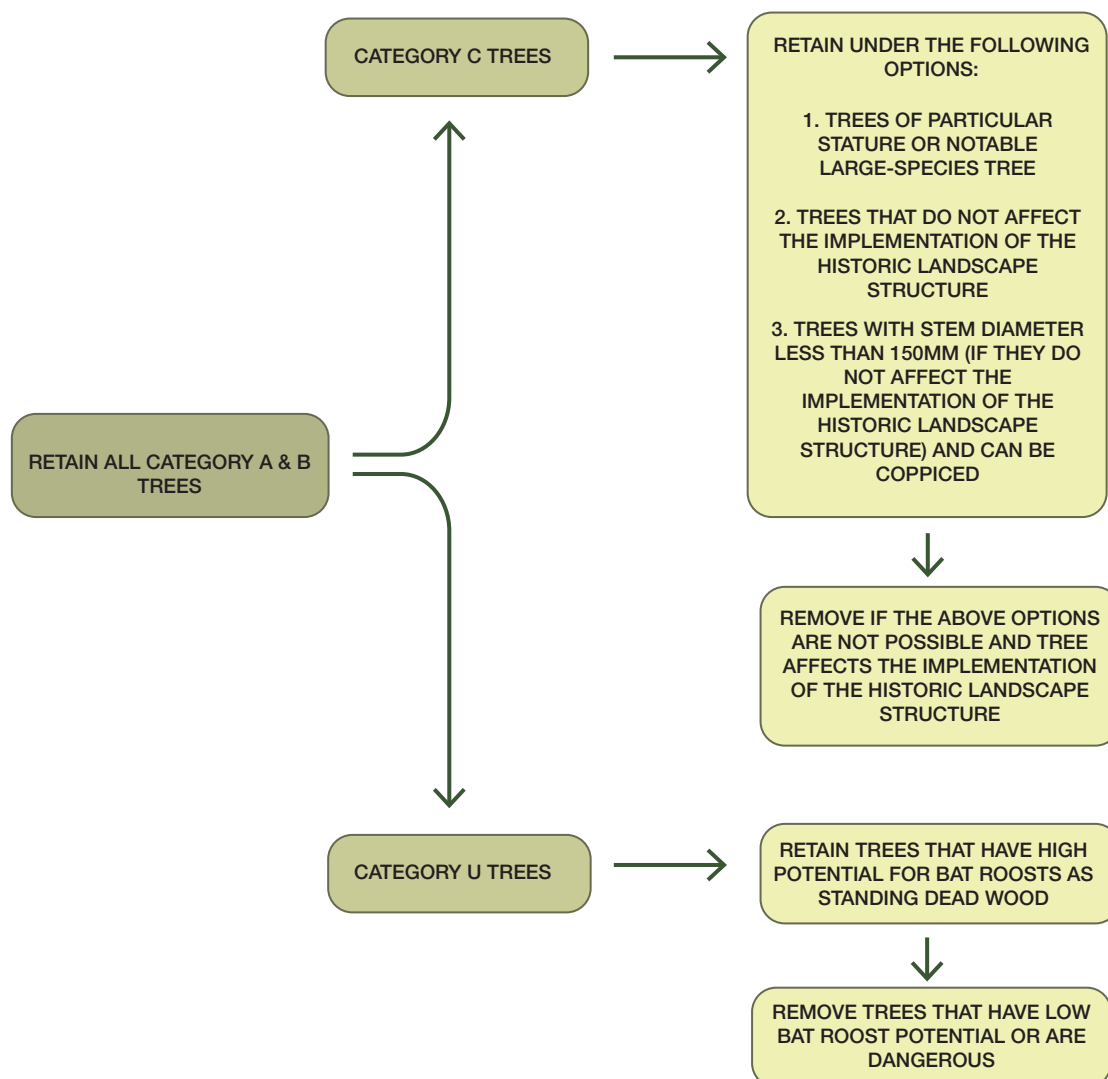 CATEGORY C TREES
RETAIN UNDER THE FOLLOWING
OPTIONS:
1. TREES OF PARTICULAR
STATURE OR NOTABLE
LARGE-SPECIES TREE
2. TREES THAT DO NOT AFFECT
THE IMPLEMENTATION OF THE
HISTORIC LANDSCAPE
STRUCTURE
3. TREES WITH STEM DIAMETER
LESS THAN 150MM (IF THEY DO
NOT AFFECT THE
IMPLEMENTATION OF THE
HISTORIC LANDSCAPE
STRUCTURE) AND CAN BE
COPPICED
RETAIN ALL CATEGORY A & B
TREES
REMOVE IF THE ABOVE OPTIONS
ARE NOT POSSIBLE AND TREE
AFFECTS THE IMPLEMENTATION
OF THE HISTORIC LANDSCAPE
STRUCTURE
CATEGORY U TREES
RETAIN TREES THAT HAVE HIGH
POTENTIAL FOR BAT ROOSTS AS
STANDING DEAD WOOD
REMOVE TREES THAT HAVE LOW
BAT ROOST POTENTIAL OR ARE
DANGEROUS